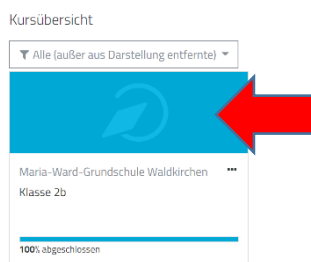 Kursübersicht
Alle (außer aus Darstellung entfernte)
Maria-Ward-Grundschule Waldkirchen
Klasse 2b
100% abgeschlossen